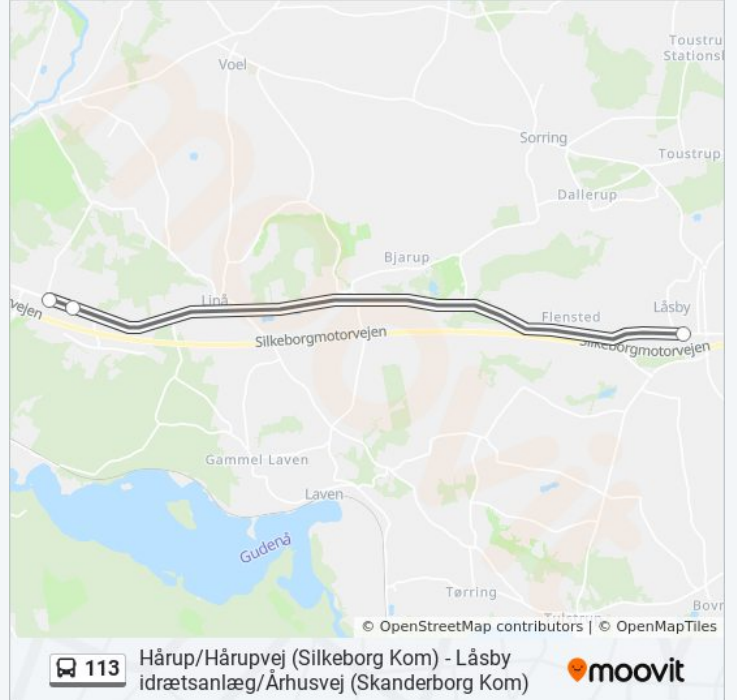 Toustru
Stationsl
Voel
Sorring
Toustrup
Dallerup
Bjarup
Linå
Flensted
Låsby
vejen
Silkeborgmotorvejen
Silkeborgmotorvejen
Gammel Laven
Laven
Gudenå
Tørring
Bovr
© OpenStreetMap contributors | © OpenMapTiles
113
Hårup/Hårupvej (Silkeborg Kom) - Låsby
idrætsanlæg/Århusvej (Skanderborg Kom)
moovit